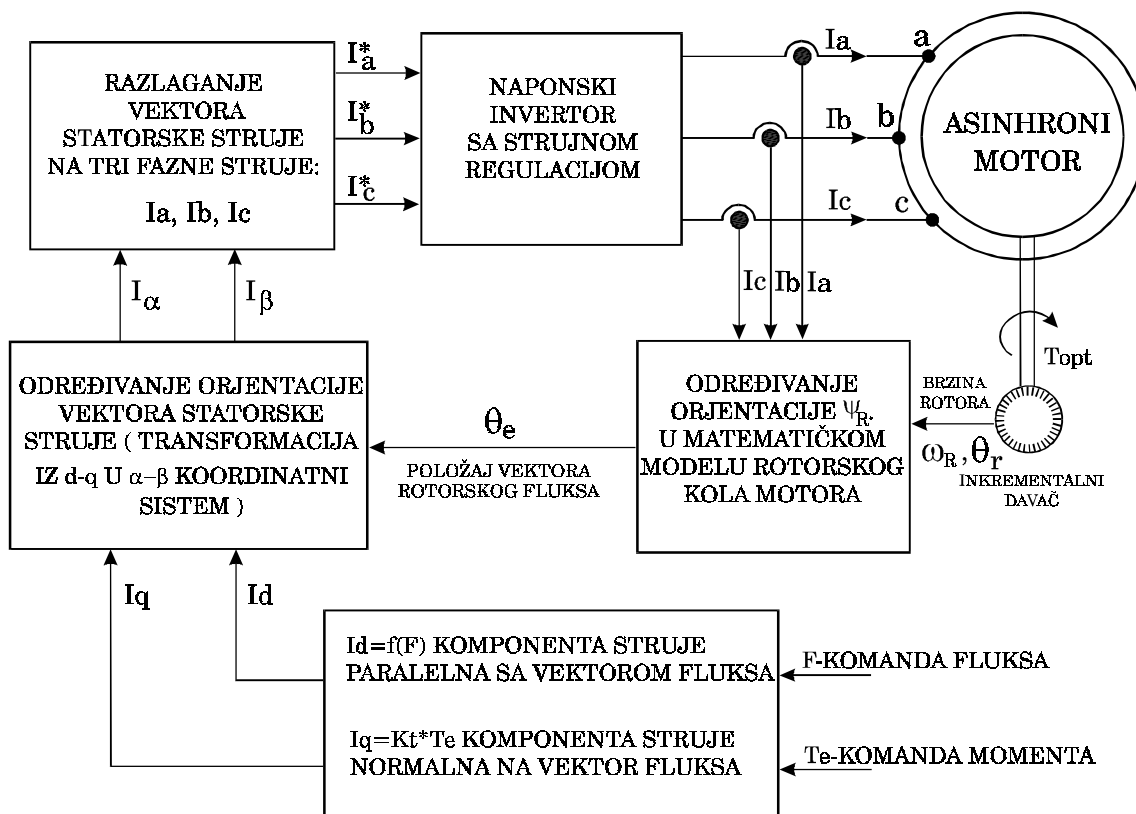 RAZLAGANJE
VEKTORA
STATORSKE STRUJE
NA TRI FAZNE STRUJE:
Ia, Ib, Ic
I*a
I*b
I*c
NAPONSKI
INVERTOR
SA STRUJNOM
REGULACIJOM
Ia
Ib
Ic
a
b
c
ASINHRONI
MOTOR
Iα
Iβ
Ic
Ib
Ia
Topt
ODREĐIVANJE ORJENTACIJE
VEKTORA STATORSKE
STRUJE ( TRANSFORMACIJA
IZ d-q U α–β KOORDINATNI
SISTEM )
θe
POLOŽAJ VEKTORA
ROTORSKOG FLUKSA
ODREĐIVANJE
ORJENTACIJE ΨR.
U MATEMATIČKOM
MODELU ROTORSKOG
KOLA MOTORA
BRZINA
ROTORA
ωR , θr
INKREMENTALNI
DAVAČ
Iq
Id
Id=f(F) KOMPONENTA STRUJE
PARALELNA SA VEKTOROM FLUKSA
Iq=Kt*Te KOMPONENTA STRUJE
NORMALNA NA VEKTOR FLUKSA
F-KOMANDA FLUKSA
Te-KOMANDA MOMENTA